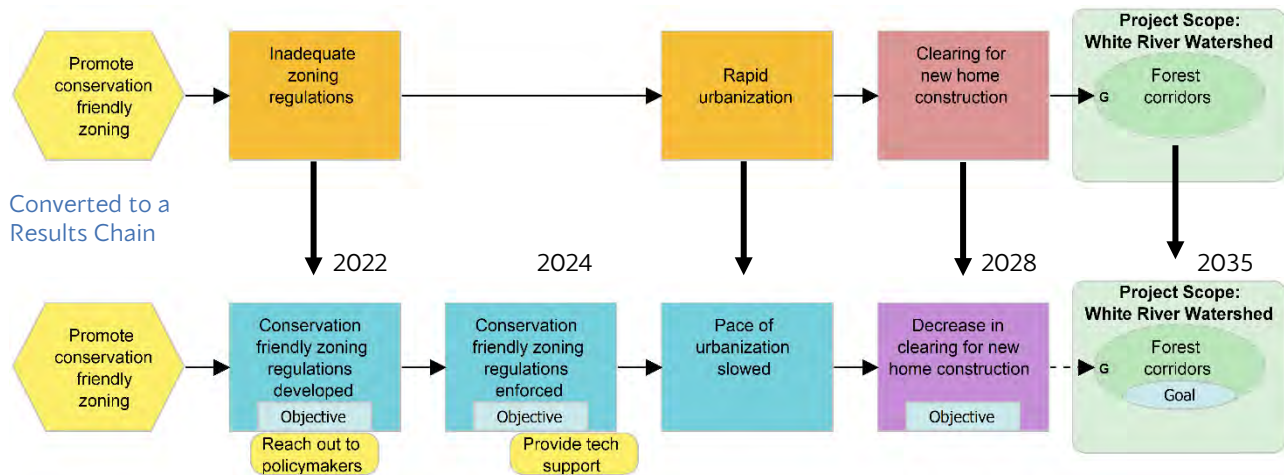 Promote
conservation
friendly
zoning
Inadequate
zoning
regulations
Rapid
urbanization
Clearing for
new home
construction
Project Scope:
White River Watershed
G
Forest
corridors
Converted to a
Results Chain
2022
2024
2028
2035
Promote
conservation
friendly
zoning
Conservation
friendly zoning
regulations
developed
Objective
Reach out to
policymakers
Conservation
friendly zoning
regulations
enforced
Objective
Provide tech
support
Pace of
urbanization
slowed
Decrease in
clearing for new
home construction
Objective
Project Scope:
White River Watershed
G
Forest
corridors
Goal